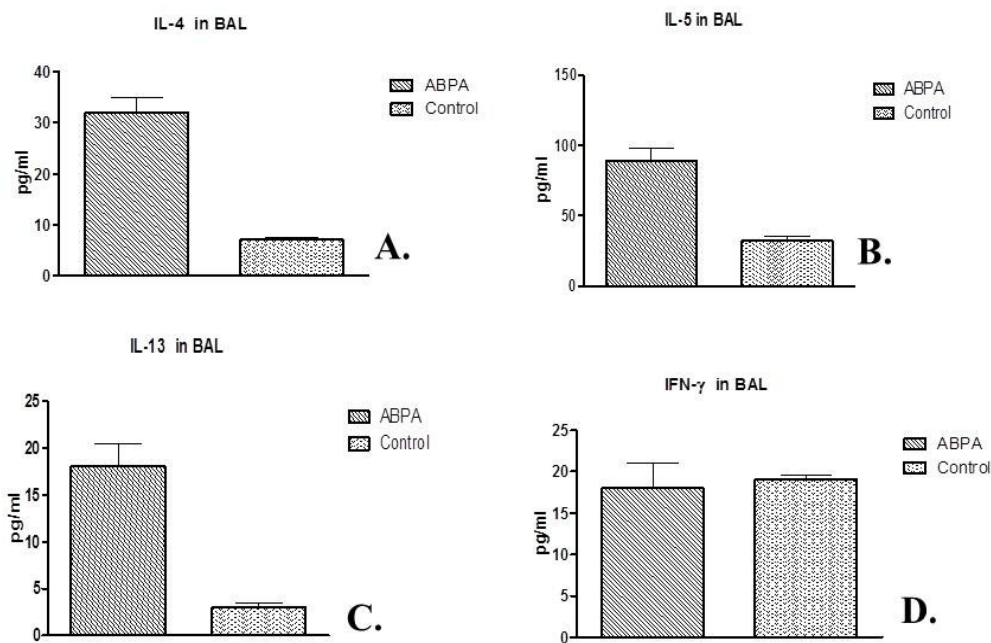 IL-4 in BAL
40
30
20
10
0
pg/ml
ABPA
Control
A.
IL-5 in BAL
150
100
50
0
pg/ml
ABPA
Control
B.
IL-13 in BAL
25
20
15
10
5
0
pg/ml
ABPA
Control
C.
IFN-γ in BAL
25
20
15
10
5
0
pg/ml
ABPA
Control
D.